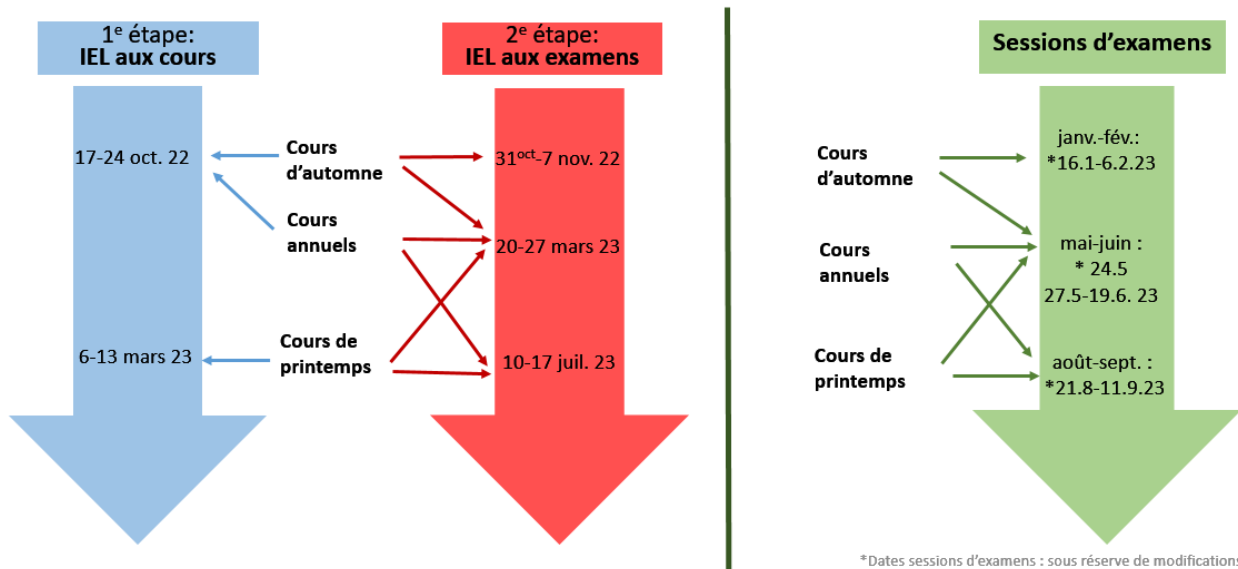 1e étape:
IEL aux cours
2e étape:
IEL aux examens
Sessions d'examens
17-24 oct. 22
Cours
d'automne
31oct-7 nov. 22
Cours
annuels
20-27 mars 23
6-13 mars 23
Cours de
printemps
10-17 juil. 23
Cours
d'automne
janv.-fév.:
*16.1-6.2.23
Cours
annuels
mai-juin :
* 24.5
27.5-19.6. 23
Cours de
printemps
août-sept. :
*21.8-11.9.23
*Dates sessions d'examens : sous réserve de modifications